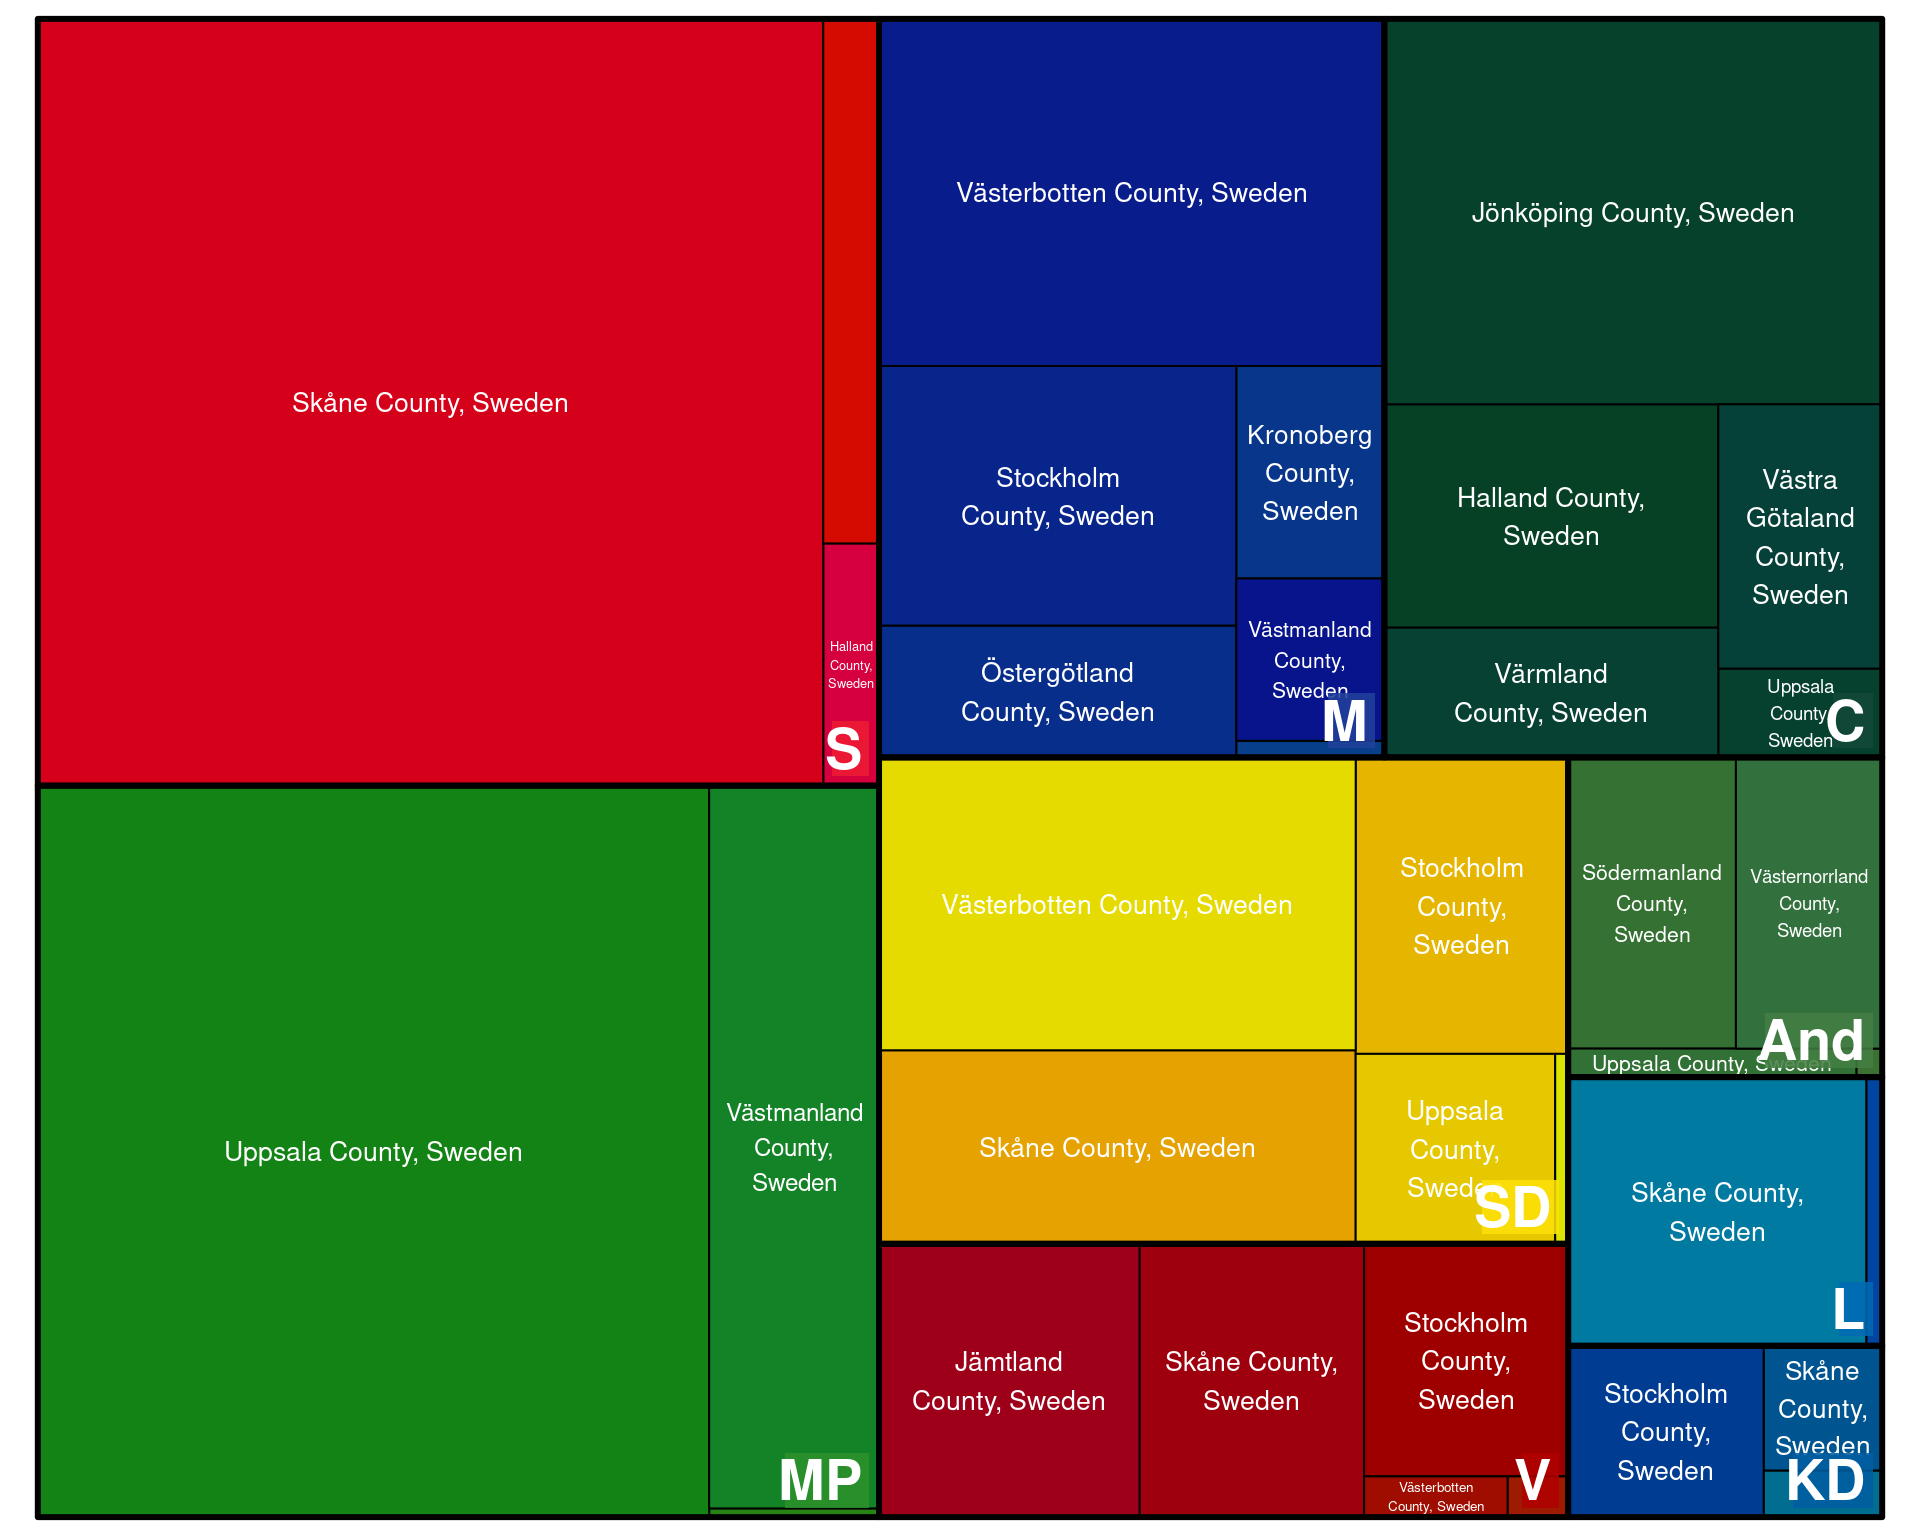 Skåne County, Sweden
Halland
County,
Sweden
S
Uppsala County, Sweden
Västmanland
County,
Sweden
MP
Västerbotten County, Sweden
Stockholm
County, Sweden
Kronoberg
County,
Sweden
Östergötland
County, Sweden
Västmanland
County,
Sweden
M
Jönköping County, Sweden
Halland County,
Sweden
Västra
Götaland
County,
Sweden
Värmland
County, Sweden
Uppsala
County,
Sweden
C
Västerbotten County, Sweden
Stockholm
County,
Sweden
Skåne County, Sweden
Uppsala
County,
Sweden
SD
Södermanland
County,
Sweden
Västernorrland
County,
Sweden
Uppsala County, Sweden
And
Jämtland
County, Sweden
Skåne County,
Sweden
Stockholm
County,
Sweden
Västerbotten
County, Sweden
V
Skåne County,
Sweden
L
Stockholm
County,
Sweden
Skåne
County,
Sweden
KD